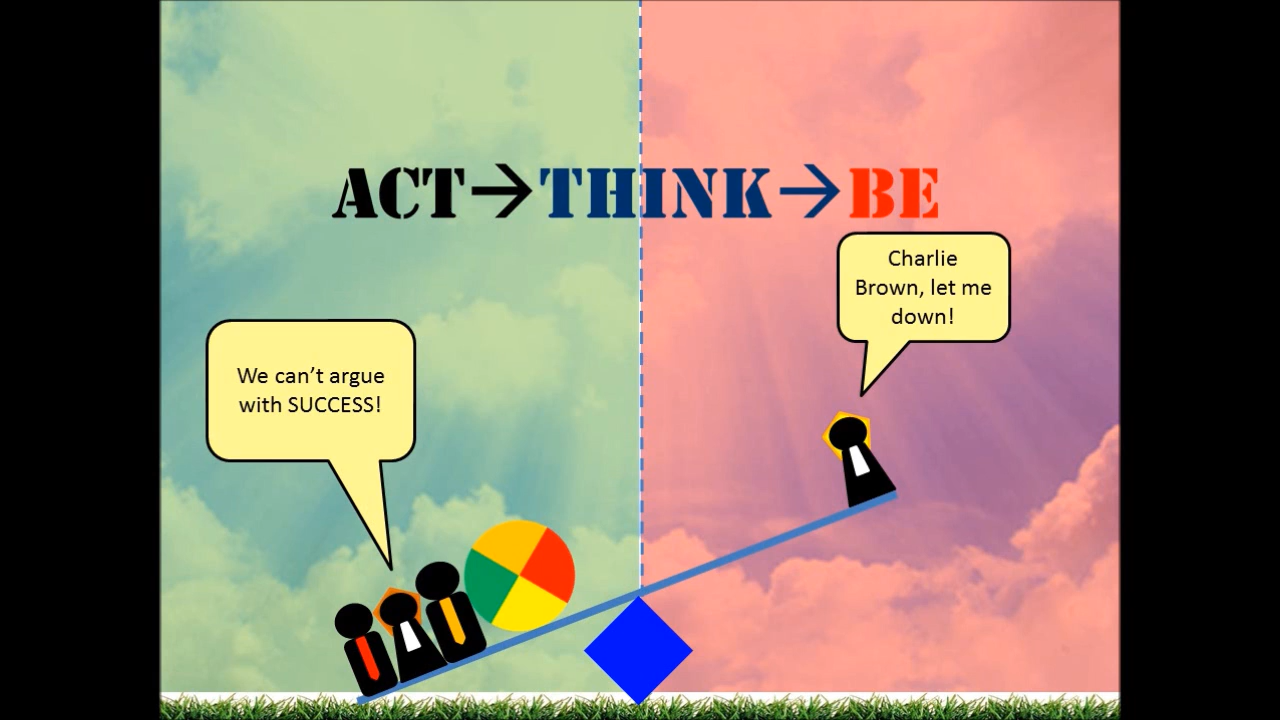 ACT→THINK→BE
Charlie
Brown, let me
down!
We can’t argue
with SUCCESS!